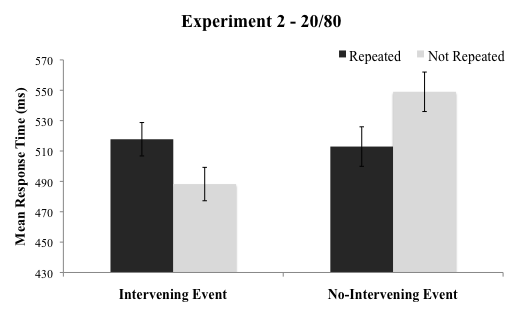 Experiment 2 - 20/80
Repeated Not Repeated
Mean Response Time (ms)
570
550
530
510
490
470
450
430
Intervening Event No-Intervening Event